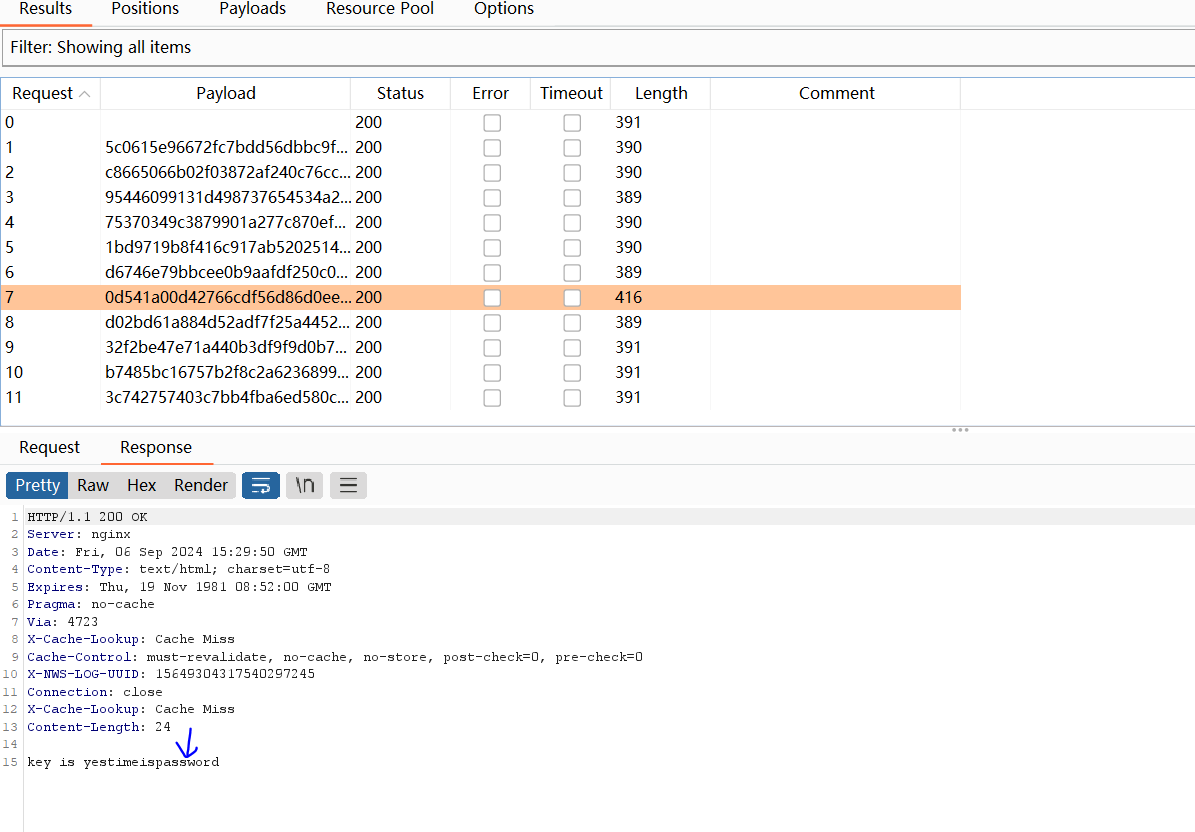 Results Positions Payloads Resource Pool Options
Filter: Showing all items
Request Payload Status Error Timeout Length Comment
0 200 391
1 5c0615e96672fc7bdd56dbbc9f... 200 390
2 c8665066b02f03872af240c76cc... 200 390
3 95446099131d498737654534a2... 200 389
4 75370349c3879901a277c870ef... 200 390
5 1bd9719b8f416c917ab5202514... 200 390
6 d6746e79bbcee0b9aafdf250c0... 200 389
7 0d541a00d42766cdf56d86d0ee... 200 416
8 d02bd61a884d52adf7f25a4452... 200 389
9 32f2be47e71a440b3df9f9d0b7... 200 391
10 b7485bc16757b2f8c2a6236899... 200 391
11 3c742757403c7bb4fba6ed580c... 200 391
Request Response
Pretty Raw Hex Render \n
1 HTTP/1.1 200 OK
2 Server: nginx
3 Date: Fri, 06 Sep 2024 15:29:50 GMT
4 Content-Type: text/html; charset=utf-8
5 Expires: Thu, 19 Nov 1981 08:52:00 GMT
6 Pragma: no-cache
7 Via: 4723
8 X-Cache-Lookup: Cache Miss
9 Cache-Control: must-revalidate, no-cache, no-store, post-check=0, pre-check=0
10 X-NWS-LOG-UUID: 15649304317540297245
11 Connection: close
12 X-Cache-Lookup: Cache Miss
13 Content-Length: 24
14
15 key is yestimeispassword